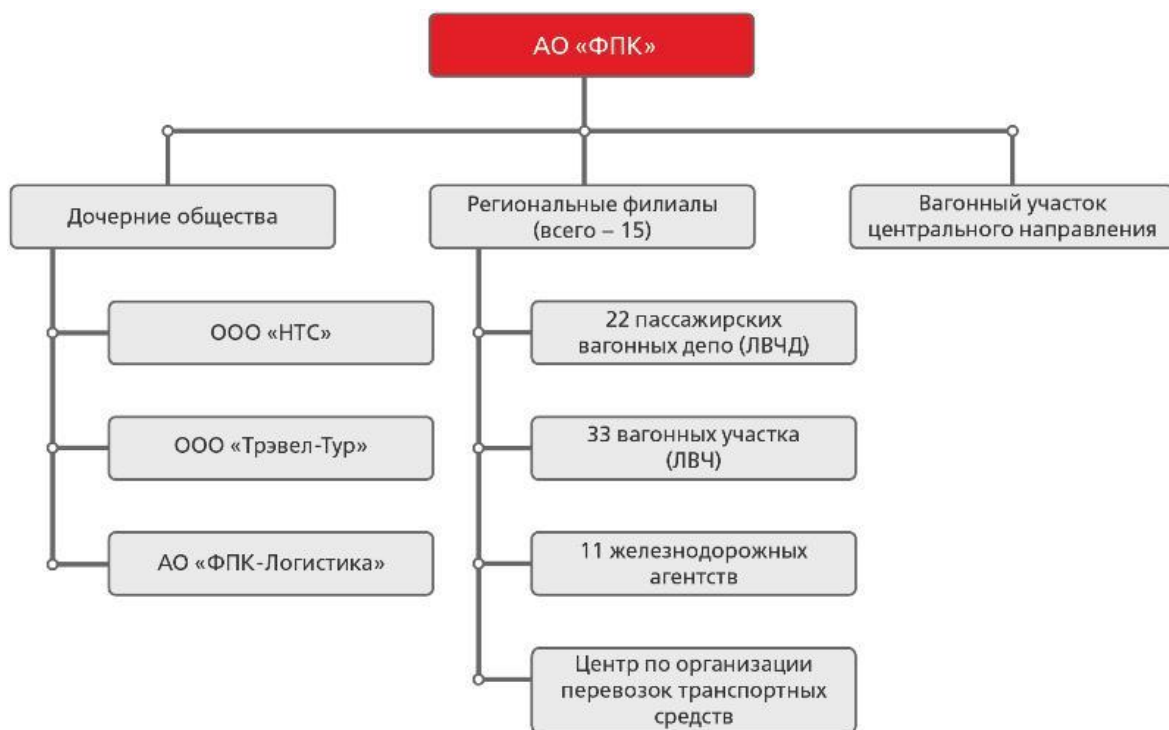 АО «ФПК»
Дочерние общества
Региональные филиалы
(всего – 15)
Вагонный участок
центрального направления
ООО «НТС»
ООО «Трэвел-Тур»
АО «ФПК-Логистика»
22 пассажирских
вагонных депо (ЛВЧД)
33 вагонных участка
(ЛВЧ)
11 железнодорожных
агентств
Центр по организации
перевозок транспортных
средств